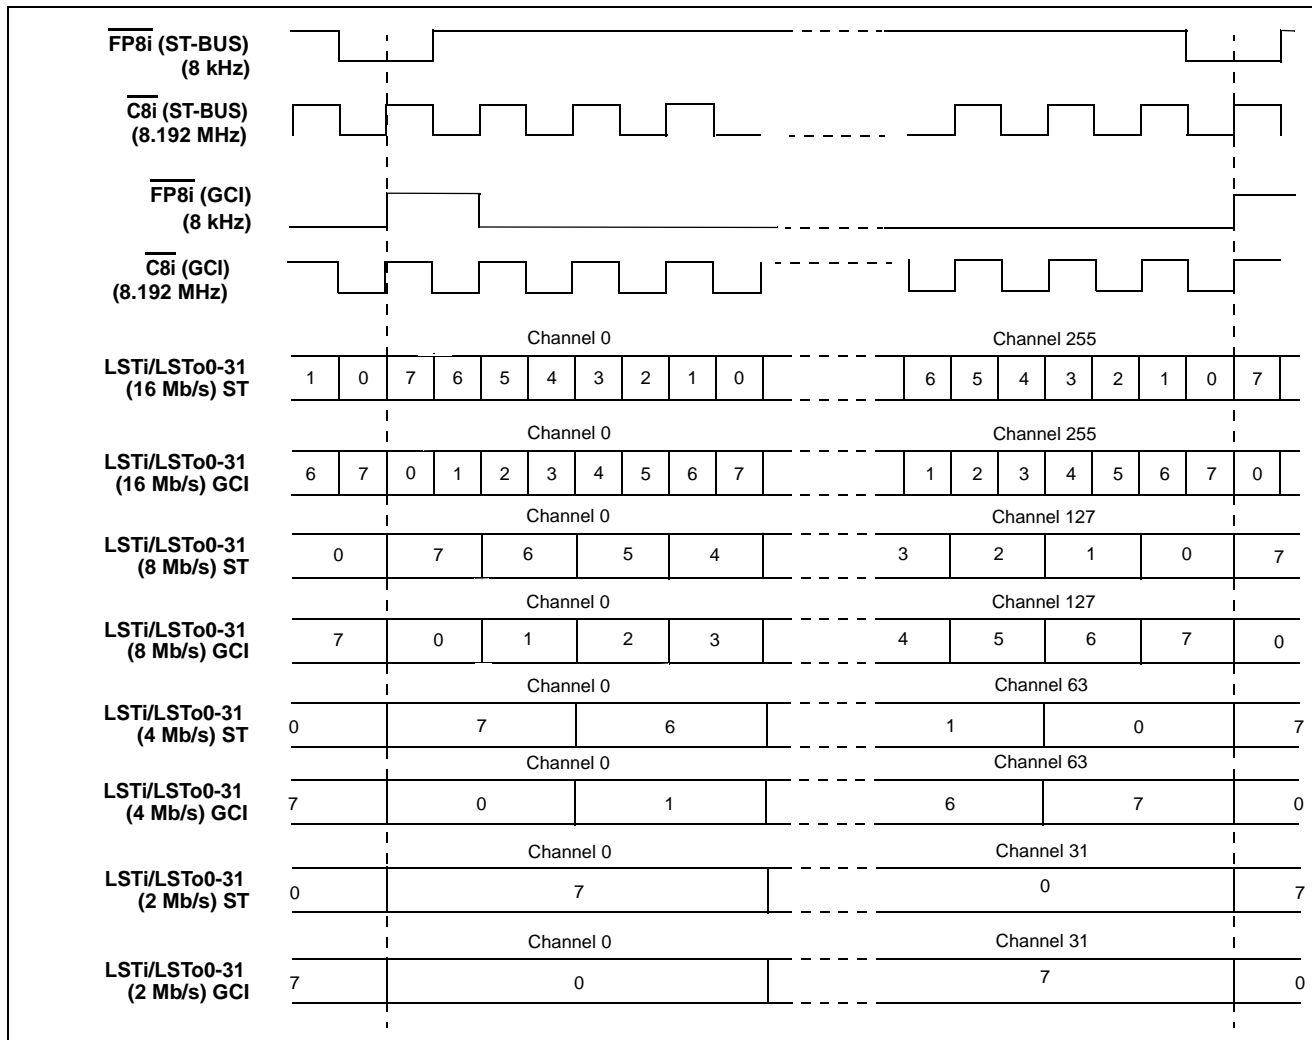 FP8i (ST-BUS)
(8 kHz)
C8i (ST-BUS)
(8.192 MHz)
FP8i (GCI)
(8 kHz)
C8i (GCI)
(8.192 MHz)
Channel 0 Channel 255
LSTi/LSTo0-31
(16 Mb/s) ST
1 0 7 6 5 4 3 2 1 0 6 5 4 3 2 1 0 7
Channel 0 Channel 255
LSTi/LSTo0-31
(16 Mb/s) GCI
6 7 0 1 2 3 4 5 6 7 1 2 3 4 5 6 7 0
Channel 0 Channel 127
LSTi/LSTo0-31
(8 Mb/s) ST
0 7 6 5 4 3 2 1 0 7
Channel 0 Channel 127
LSTi/LSTo0-31
(8 Mb/s) GCI
7 0 1 2 3 4 5 6 7 0
Channel 0 Channel 63
LSTi/LSTo0-31
(4 Mb/s) ST
0 7 6 1 0 7
Channel 0 Channel 63
LSTi/LSTo0-31
(4 Mb/s) GCI
7 0 1 6 7 0
Channel 0 Channel 31
LSTi/LSTo0-31
(2 Mb/s) ST
0 7 0 7
Channel 0 Channel 31
LSTi/LSTo0-31
(2 Mb/s) GCI
7 0 7 0